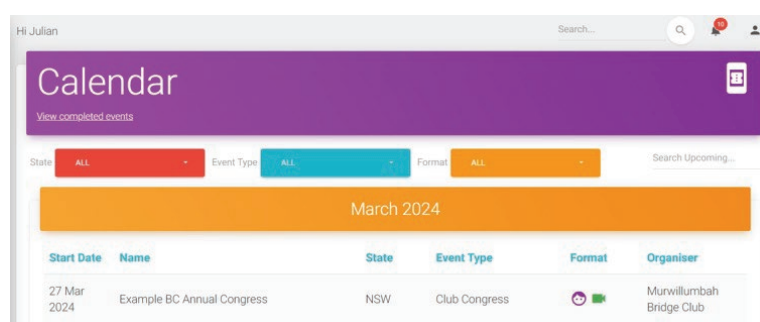 Hi Julian
Search...
10
Calendar
View completed events
State ALL Event Type ALL Format ALL Search Upcoming...
March 2024
Start Date Name State Event Type Format Organiser
27 Mar 2024 Example BC Annual Congress NSW Club Congress Murwillumbah Bridge Club